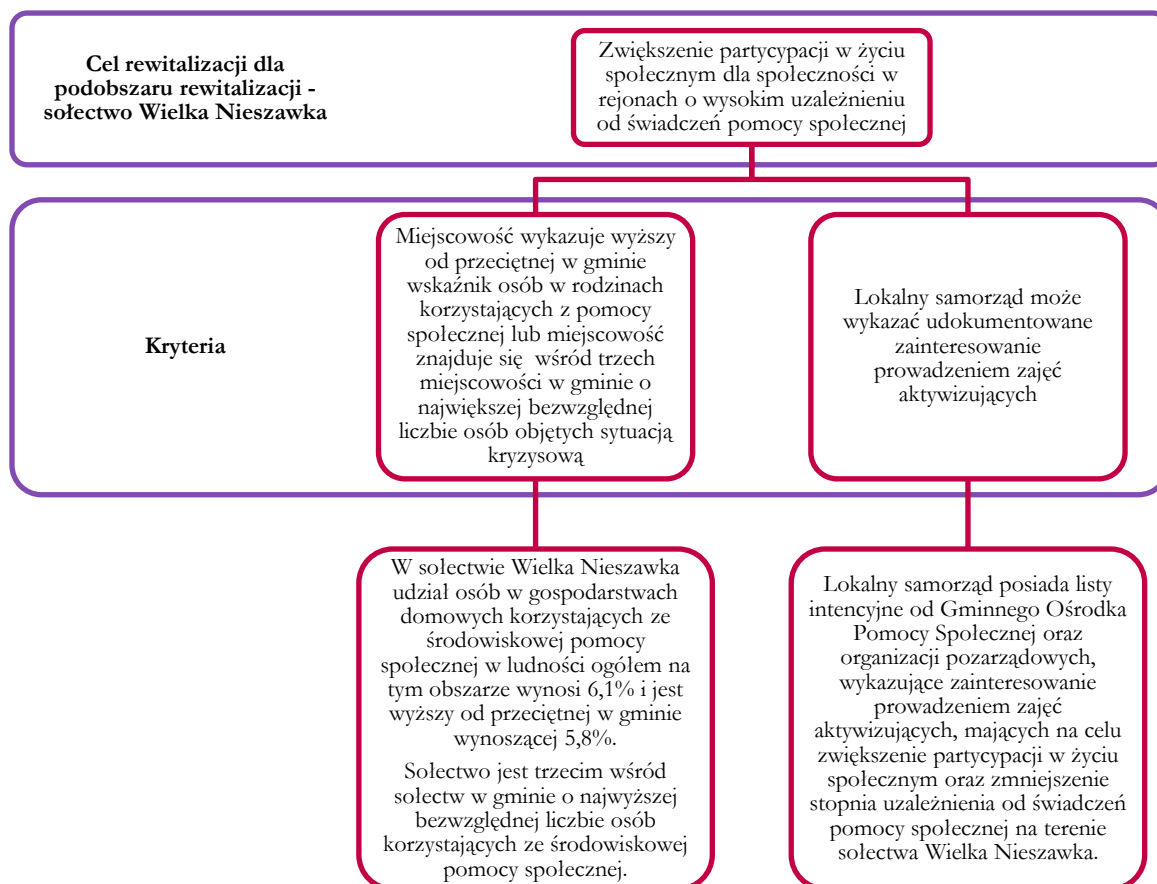 Cel rewitalizacji dla
podobszaru rewitalizacji -
sołectwo Wielka Nieszawka
Zwiększenie partycypacji w życiu
społecznym dla społeczności w
rejonach o wysokim uzależnieniu
od świadczeń pomocy społecznej
Kryteria
Miejscowość wykazuje wyższy
od przeciętnej w gminie
wskaźnik osób w rodzinach
korzystających z pomocy
społecznej lub miejscowość
znajduje się wśród trzech
miejscowości w gminie o
największej bezwzględnej
liczbie osób objętych sytuacją
kryzysową
Lokalny samorząd może
wykazać udokumentowane
zainteresowanie
prowadzeniem zajęć
aktywizujących
W sołectwie Wielka Nieszawka
udział osób w gospodarstwach
domowych korzystających ze
środowiskowej pomocy
społecznej w ludności ogółem na
tym obszarze wynosi 6,1% i jest
wyższy od przeciętnej w gminie
wynoszącej 5,8%.
Sołectwo jest trzecim wśród
sołectw w gminie o najwyższej
bezwzględnej liczbie osób
korzystających ze środowiskowej
pomocy społecznej.
Lokalny samorząd posiada listy
intencyjne od Gminnego Ośrodka
Pomocy Społecznej oraz
organizacji pozarządowych,
wykazujące zainteresowanie
prowadzeniem zajęć
aktywizujących, mających na celu
zwiększenie partycypacji w życiu
społecznym oraz zmniejszenie
stopnia uzależnienia od świadczeń
pomocy społecznej na terenie
sołectwa Wielka Nieszawka.